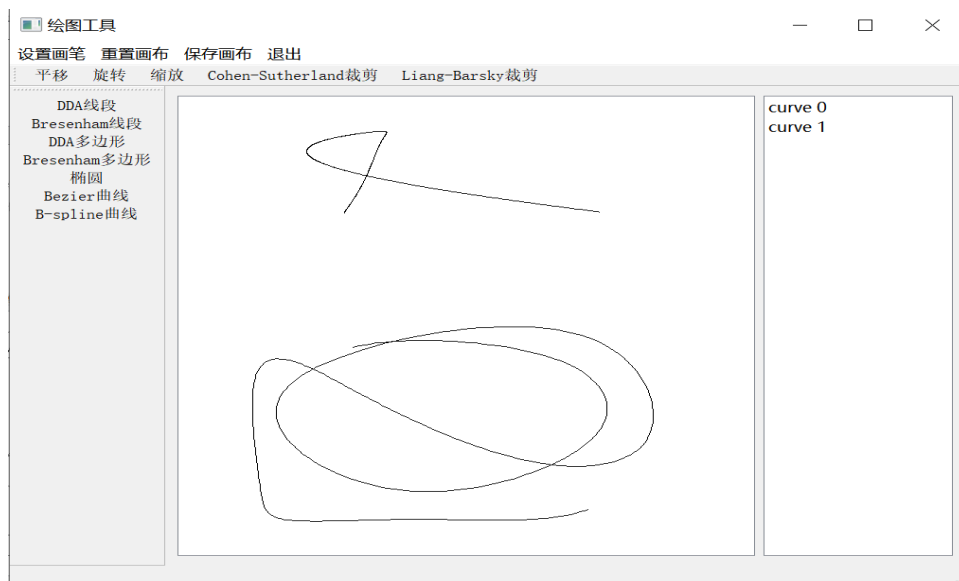 绘图工具
设置画笔 重置画布 保存画布 退出
平移 旋转 缩放 Cohen-Sutherland裁剪 Liang-Barsky裁剪
DDA线段
Bresenham线段
DDA多边形
Bresenham多边形
椭圆
Bezier曲线
B-spline曲线
curve 0
curve 1